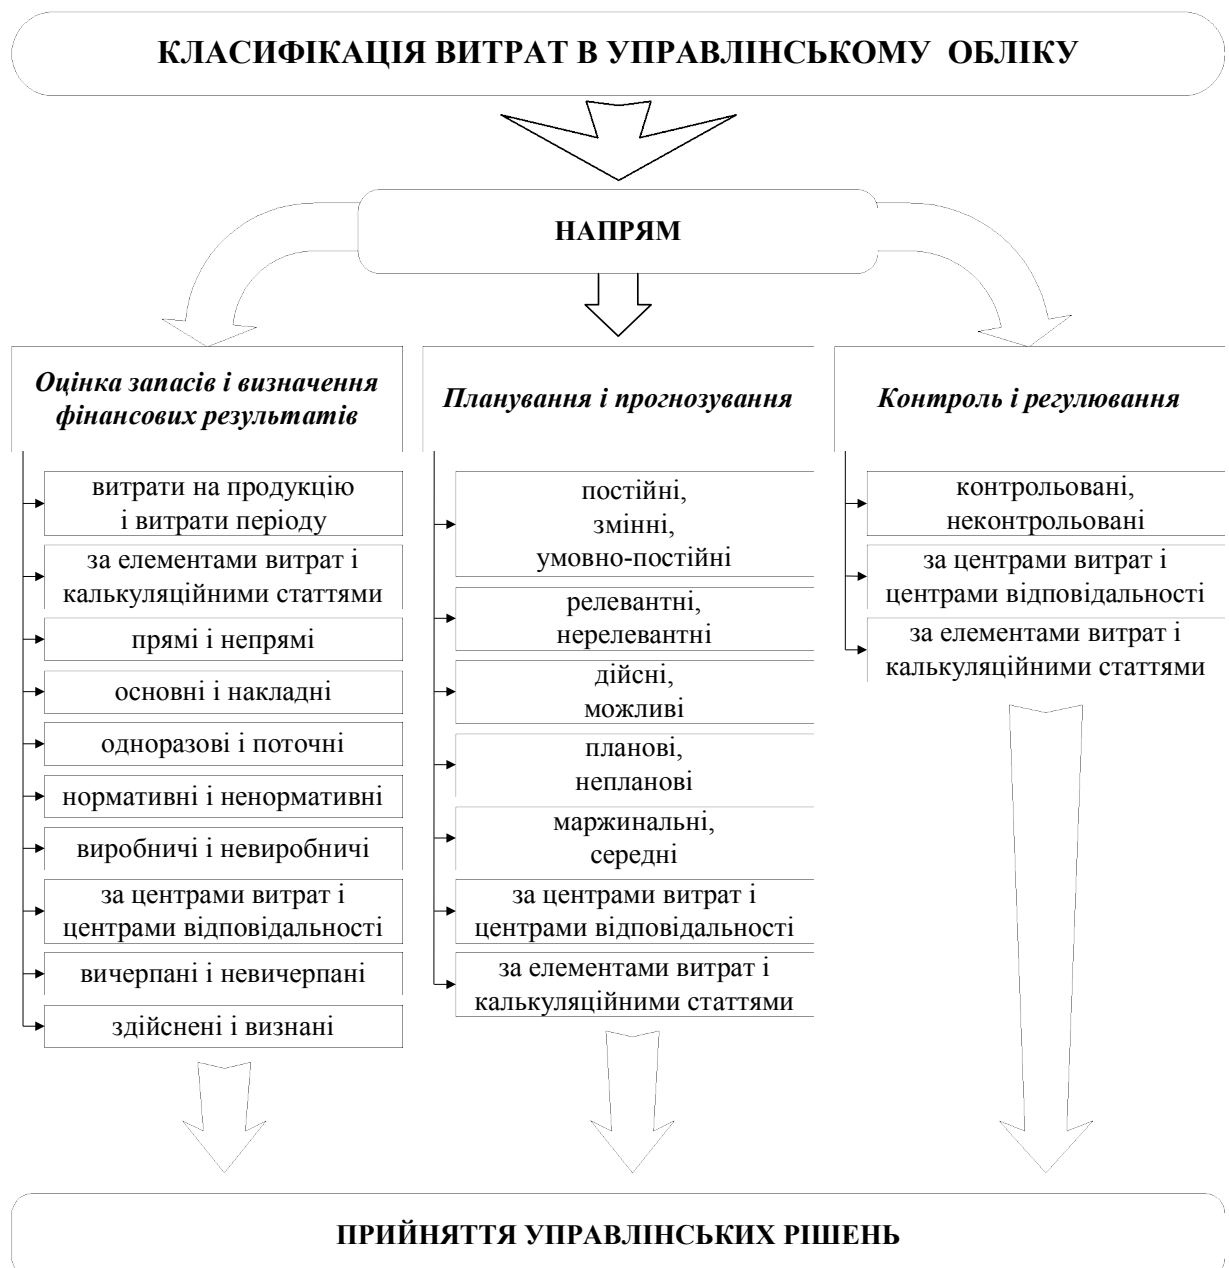 КЛАСИФІКАЦІЯ ВИТРАТ В УПРАВЛІНСЬКОМУ ОБЛІКУ
НАПРЯМ
Оцінка запасів і визначення
фінансових результатів
витрати на продукцію
і витрати періоду
за елементами витрат і
калькуляційними статтями
прямі і непрямі
основні і накладні
одноразові і поточні
нормативні і ненормативні
виробничі і невиробничі
за центрами витрат і
центрами відповідальності
вичерпані і невичерпані
здійснені і визнані
Планування і прогнозування
постійні,
змінні,
умовно-постійні
релевантні,
нерелевантні
дійсні,
можливі
планові,
непланові
маржинальні,
середні
за центрами витрат і
центрами відповідальності
за елементами витрат і
калькуляційними статтями
Контроль і регулювання
контрольовані,
неконтрольовані
за центрами витрат і
центрами відповідальності
за елементами витрат і
калькуляційними статтями
ПРИЙНЯТТЯ УПРАВЛІНСЬКИХ РІШЕНЬ